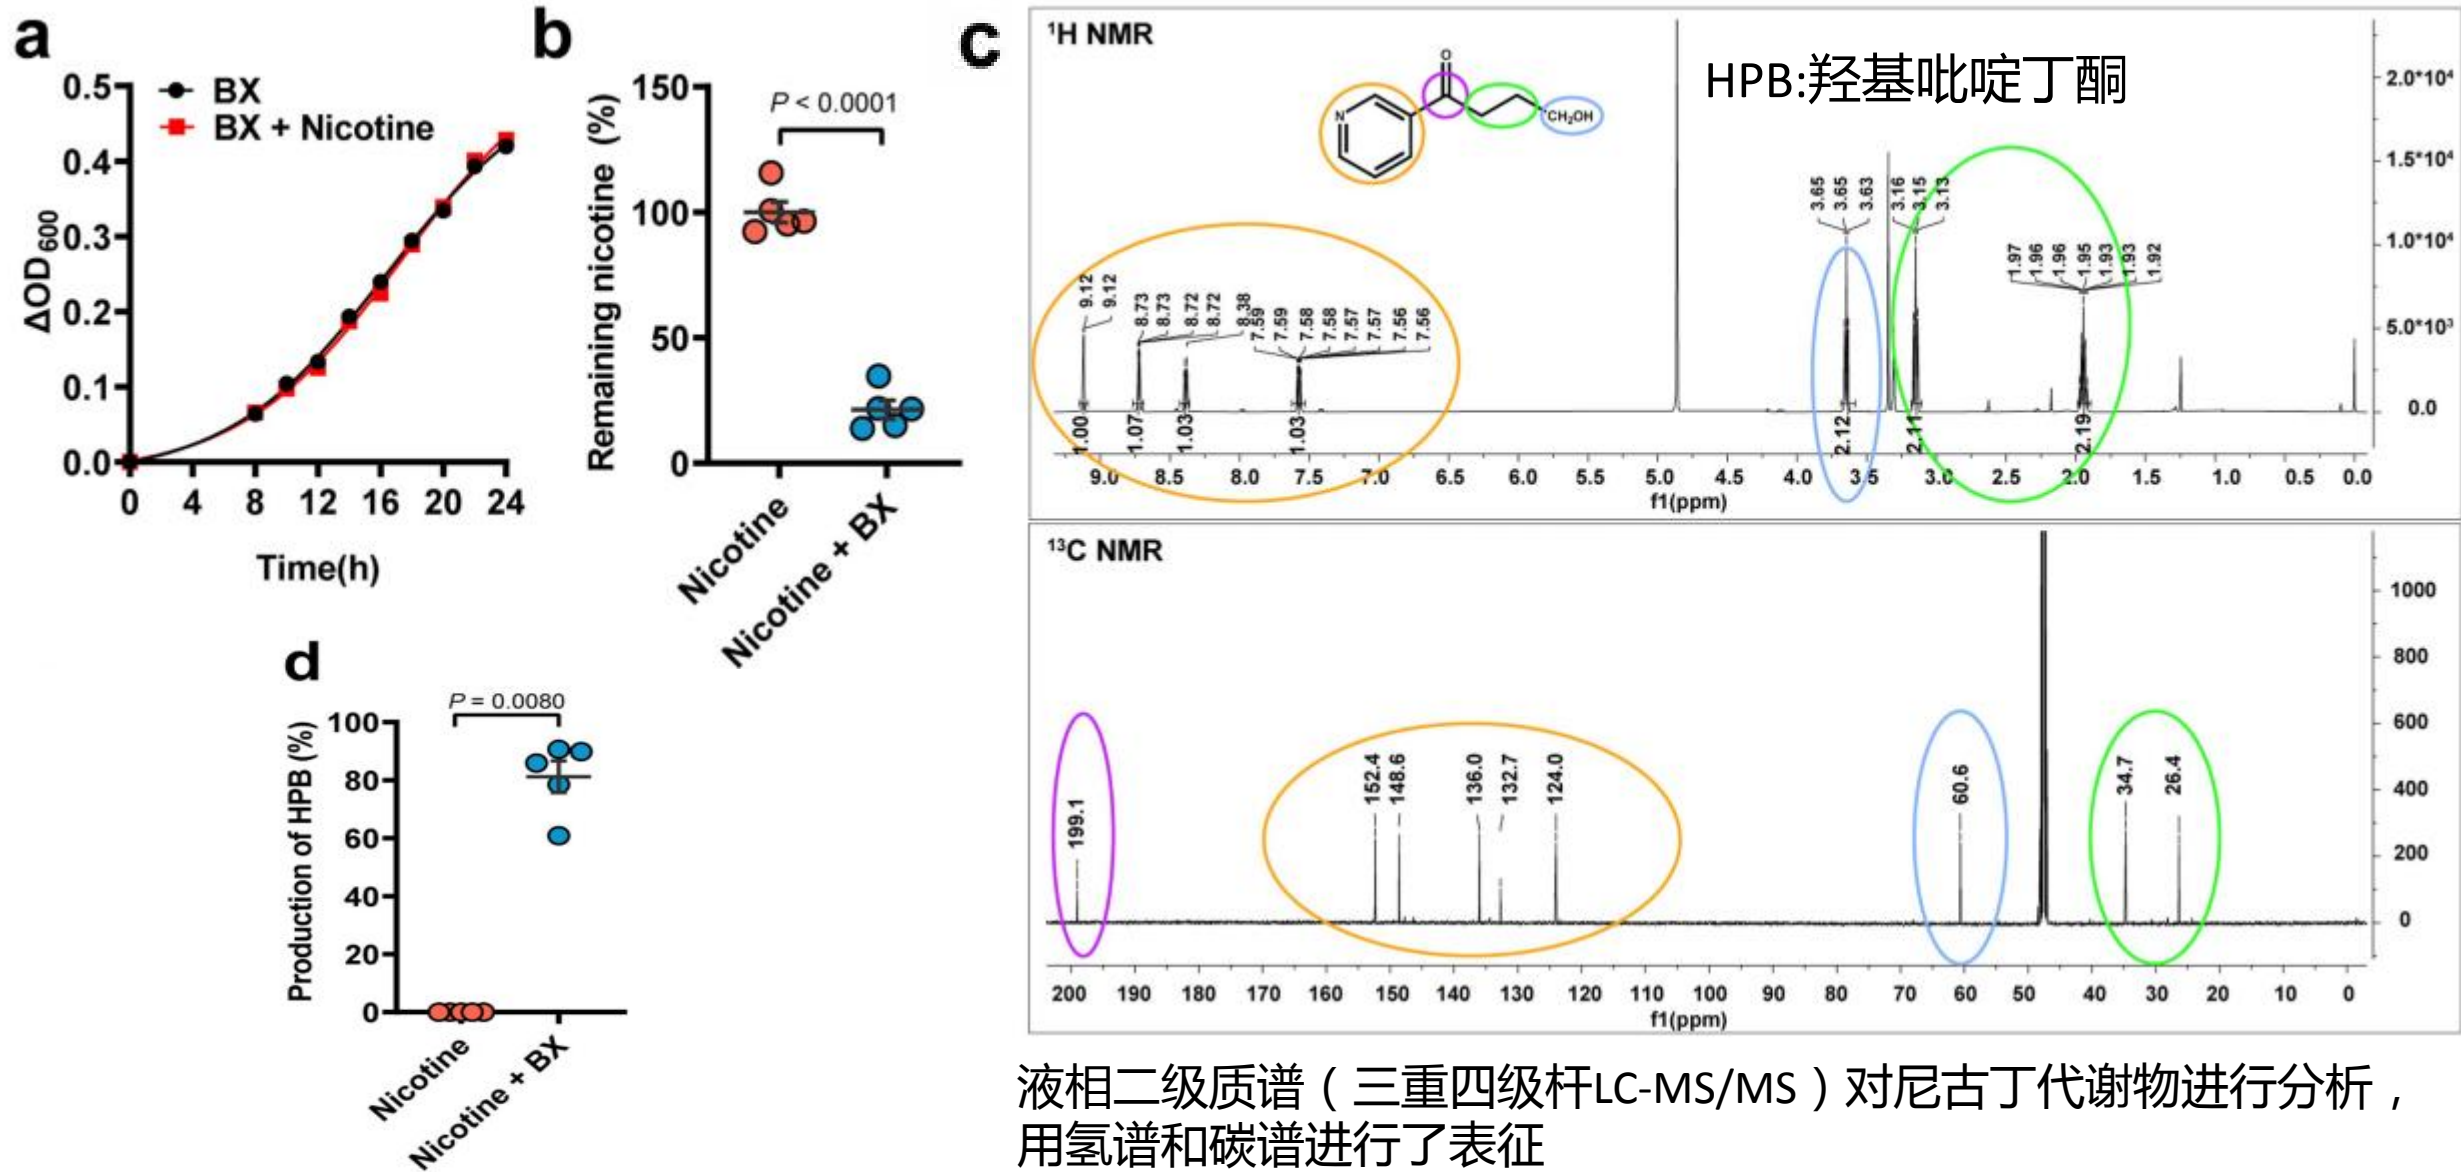 a
0.5
0.4
0.3
0.2
0.1
0.0
ΔOD600
BX
BX + Nicotine
0 4 8 12 16 20 24
Time(h)
b
150
100
50
0
Remaining nicotine (%)
P < 0.0001
Nicotine
Nicotine + BX
c
¹H NMR
HPB:羟基吡啶丁酮
O
N
CH₂OH
9.12 9.12 8.73 8.73 8.72 8.72 8.38 7.59 7.59 7.58 7.58 7.57 7.57 7.56 7.56
3.65 3.65 3.63 3.16 3.15 3.13
1.97 1.96 1.96 1.95 1.93 1.93 1.92
1.00 1.07 1.03 1.03 2.12 2.11 2.19
2.0*10⁴
1.5*10⁴
1.0*10⁴
5.0*10³
0.0
9.0 8.5 8.0 7.5 7.0 6.5 6.0 5.5 5.0 4.5 4.0 3.5 3.0 2.5 2.0 1.5 1.0 0.5 0.0
f1(ppm)
¹³C NMR
199.1 152.4 148.6 136.0 132.7 124.0 60.6 34.7 26.4
1000
800
600
400
200
0
200 190 180 170 160 150 140 130 120 110 100 90 80 70 60 50 40 30 20 10 0
f1(ppm)
d
100
80
60
40
20
0
Production of HPB (%)
P = 0.0080
Nicotine
Nicotine + BX
液相二级质谱（三重四级杆LC-MS/MS）对尼古丁代谢物进行分析，
用氢谱和碳谱进行了表征